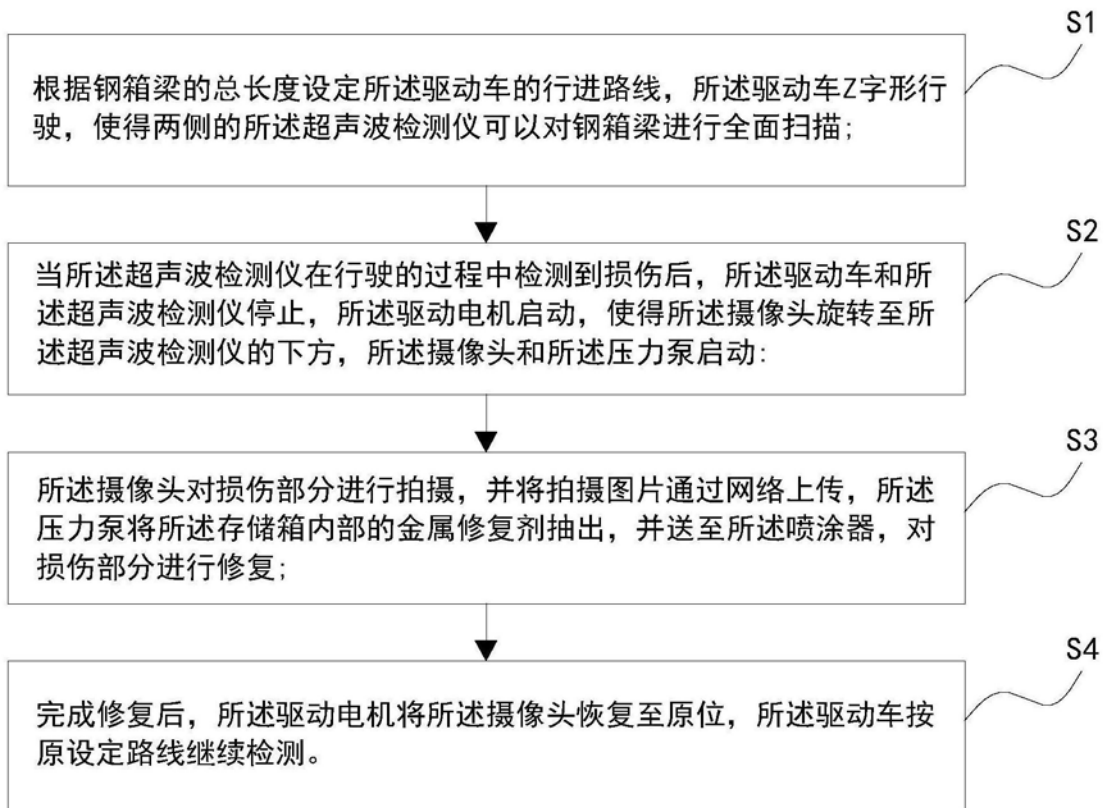 S1
根据钢箱梁的总长度设定所述驱动车的行进路线，所述驱动车Z字形行
驶，使得两侧的所述超声波检测仪可以对钢箱梁进行全面扫描;
S2
当所述超声波检测仪在行驶的过程中检测到损伤后，所述驱动车和所
述超声波检测仪停止，所述驱动电机启动，使得所述摄像头旋转至所
述超声波检测仪的下方，所述摄像头和所述压力泵启动:
S3
所述摄像头对损伤部分进行拍摄，并将拍摄图片通过网络上传，所述
压力泵将所述存储箱内部的金属修复剂抽出，并送至所述喷涂器，对
损伤部分进行修复;
S4
完成修复后，所述驱动电机将所述摄像头恢复至原位，所述驱动车按
原设定路线继续检测。